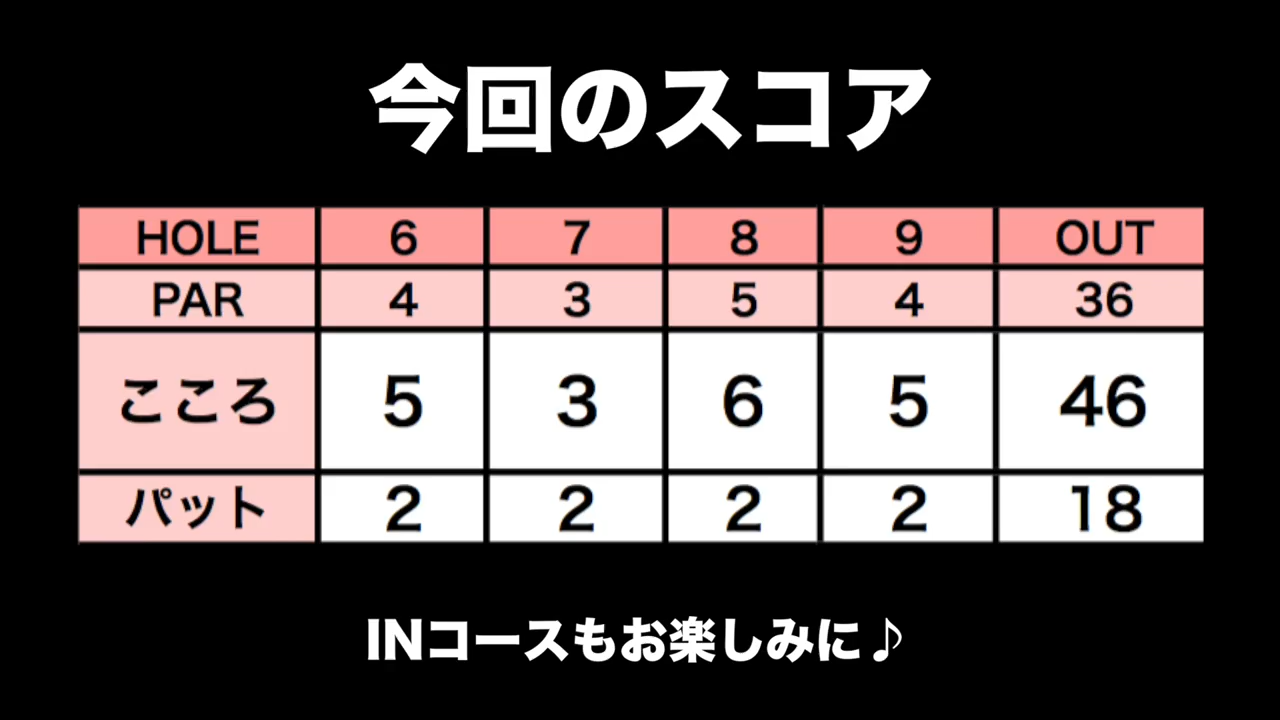 今回のスコア
HOLE 6 7 8 9 OUT
PAR 4 3 5 4 36
こころ 5 3 6 5 46
パット 2 2 2 2 18
INコースもお楽しみに♪